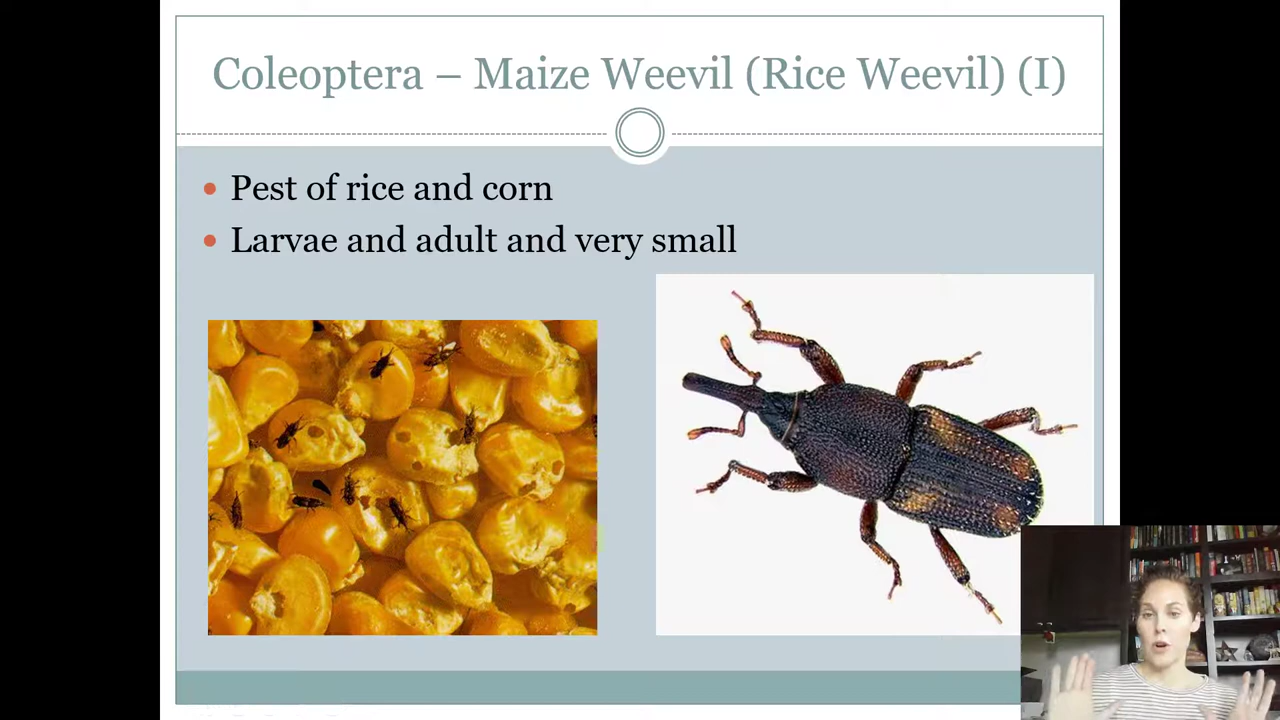 Coleoptera – Maize Weevil (Rice Weevil) (I)
Pest of rice and corn
Larvae and adult and very small